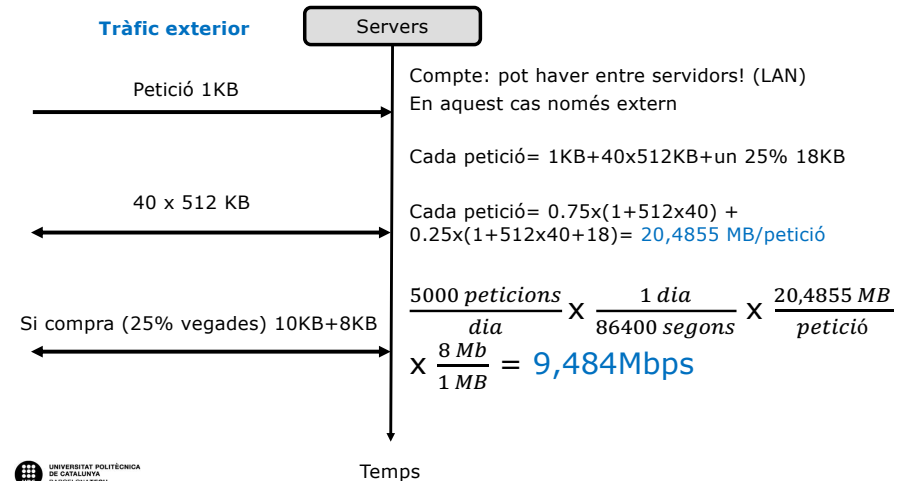 Tràfic exterior
Servers
Petició 1KB
Compte: pot haver entre servidors! (LAN)
En aquest cas només extern
Cada petició= 1KB+40x512KB+un 25% 18KB
40 x 512 KB
Cada petició= 0.75x(1+512x40) +
0.25x(1+512x40+18)= 20,4855 MB/petició
Si compra (25% vegades) 10KB+8KB
5000 peticions / dia x 1 dia / 86400 segons x 20,4855 MB / petició
x 8 Mb / 1 MB = 9,484Mbps
UNIVERSITAT POLITÈCNICA
DE CATALUNYA
Temps